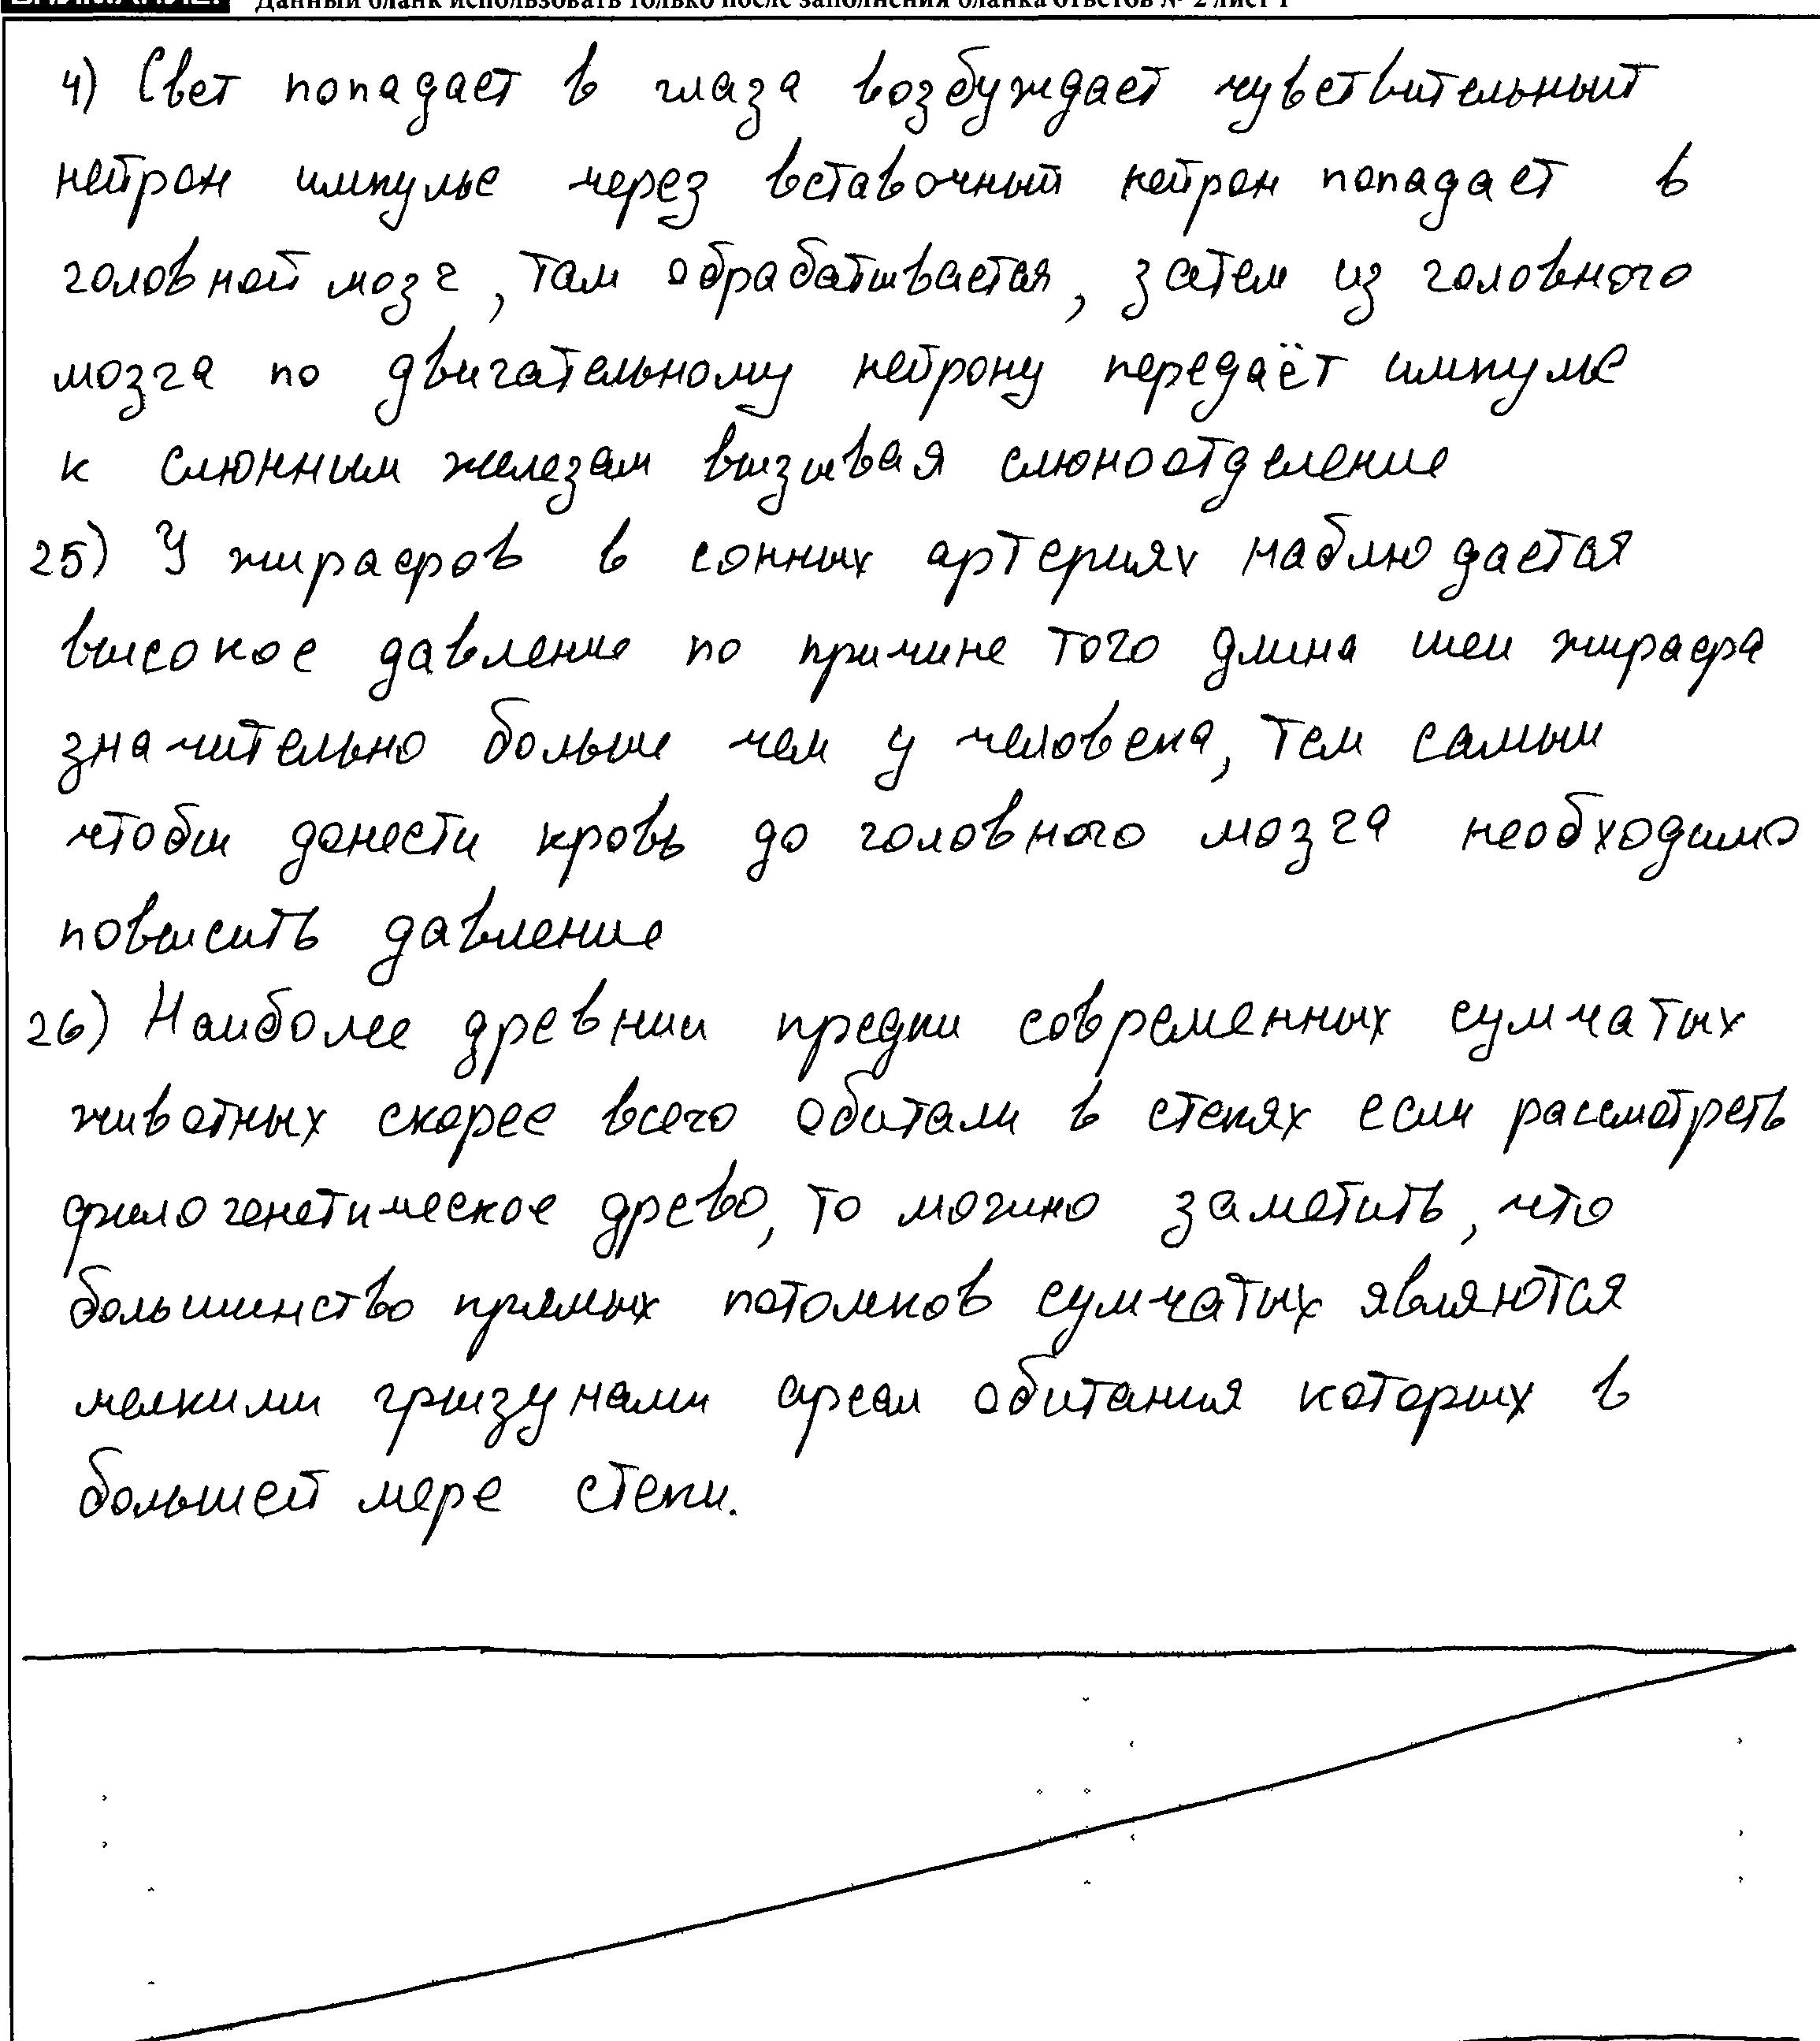 Данный бланк использовать только после заполнения бланка ответов № 2 лист 1
4) Свет попадает в глаза возбуждает чувствительный
нейрон импульс через вставочный нейрон попадает в
головной мозг, там обрабатывается, затем из головного
мозга по двигательному нейрону передаёт импульс
к слюнным железам вызывая слюноотделение
25) У жирафов в сонных артериях наблюдается
высокое давление по причине того длина шеи жирафа
значительно больше чем у человека, тем самым
чтобы донести кровь до головного мозга необходимо
повысить давление
26) Наиболее древнии предки современных сумчатых
животных скорее всего обитали в степях если рассмотреть
филогенетическое древо, то можно заметить, что
большинство прямых потомков сумчатых являются
мелкими грызунами ареал обитания которых в
большей мере степи.